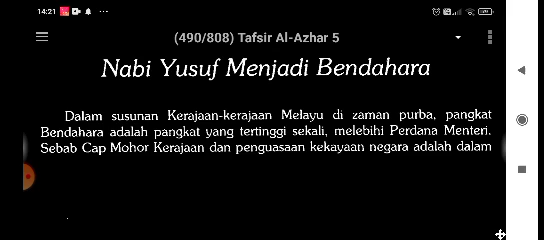 14:21
(490/808) Tafsir Al-Azhar 5
Nabi Yusuf Menjadi Bendahara
Dalam susunan Kerajaan-kerajaan Melayu di zaman purba, pangkat
Bendahara adalah pangkat yang tertinggi sekali, melebihi Perdana Menteri.
Sebab Cap Mohor Kerajaan dan penguasaan kekayaan negara adalah dalam